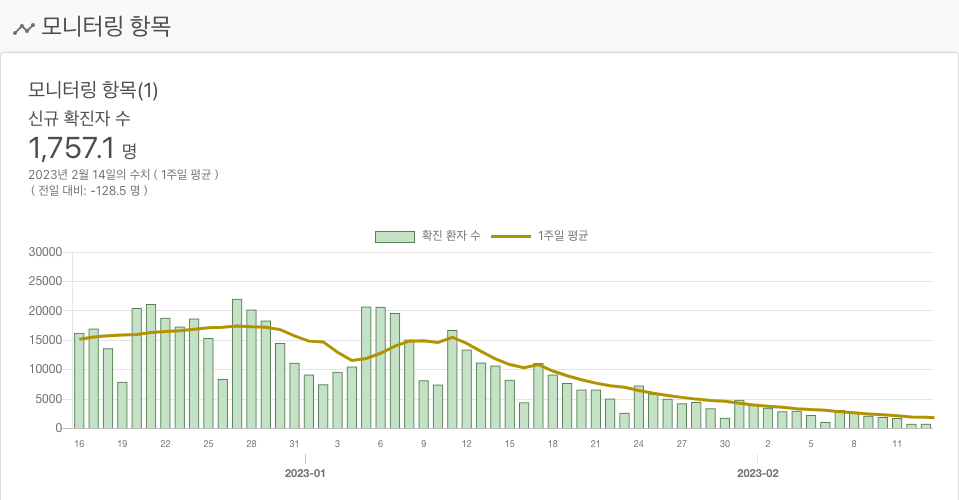 모니터링 항목
모니터링 항목(1)
신규 확진자 수
1,757.1 명
2023년 2월 14일의 수치 ( 1주일 평균 )
( 전일 대비: -128.5 명 )
확진 환자 수 1주일 평균
30000
25000
20000
15000
10000
5000
0
16 19 22 25 28 31 3 6 9 12 15 18 21 24 27 30 2 5 8 11
2023-01 2023-02